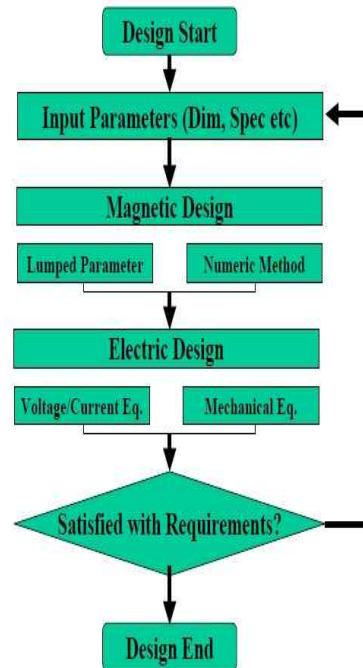 Design Start
Input Parameters (Dim, Spec etc)
Magnetic Design
Lumped Parameter
Numeric Method
Electric Design
Voltage/Current Eq.
Mechanical Eq.
Satisfied with Requirements?
Design End